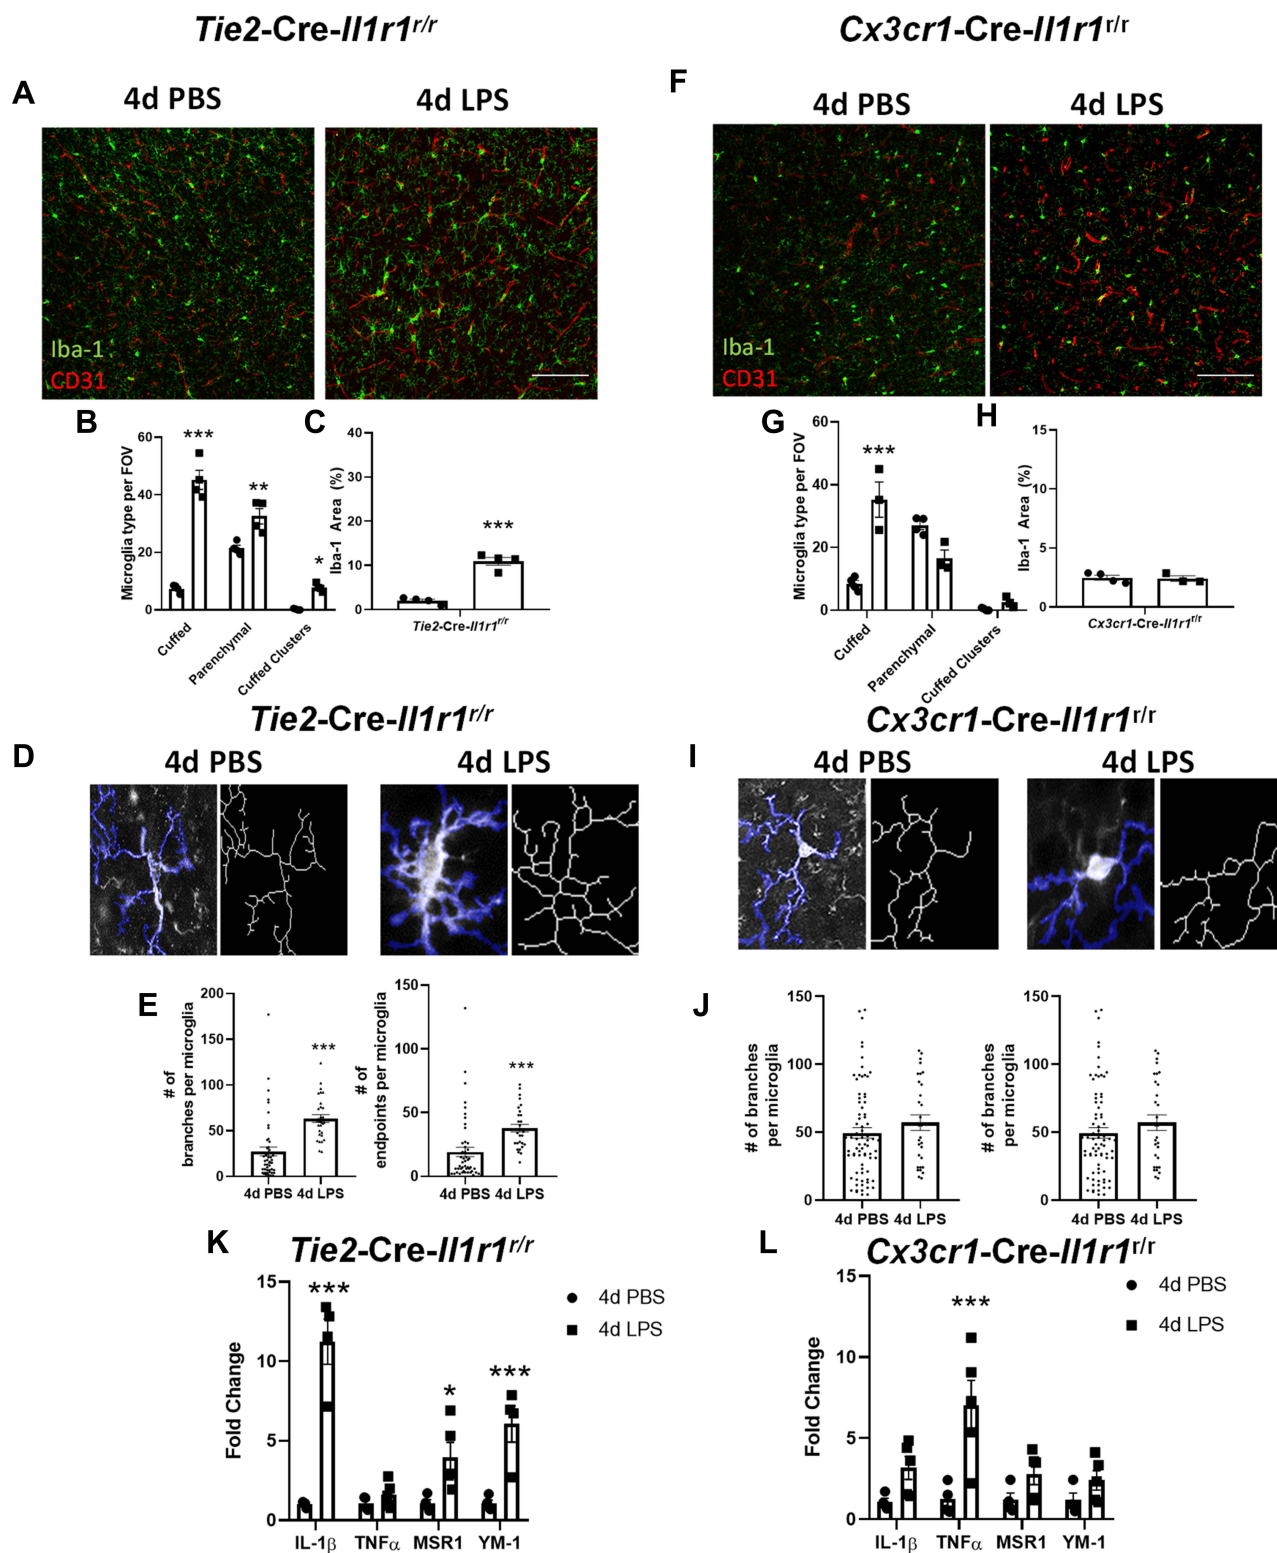 Tie2-Cre-Il1r1r/r
Cx3cr1-Cre-Il1r1r/r
A
4d PBS
4d LPS
Iba-1
CD31
F
4d PBS
4d LPS
Iba-1
CD31
B
Microglia type per FOV
60
40
20
0
***
**
*
Cuffed
Parenchymal
Cuffed Clusters
C
Iba-1 Area (%)
40
30
20
10
0
***
Tie2-Cre-Il1r1r/r
G
Microglia type per FOV
60
40
20
0
***
Cuffed
Parenchymal
Cuffed Clusters
H
Iba-1 Area (%)
15
10
5
0
Cx3cr1-Cre-Il1r1r/r
Tie2-Cre-Il1r1r/r
Cx3cr1-Cre-Il1r1r/r
D
4d PBS
4d LPS
I
4d PBS
4d LPS
E
# of
branches per microglia
200
150
100
50
0
***
4d PBS
4d LPS
# of
endpoints per microglia
150
100
50
0
***
4d PBS
4d LPS
J
# of branches
per microglia
150
100
50
0
4d PBS
4d LPS
# of branches
per microglia
150
100
50
0
4d PBS
4d LPS
K
Tie2-Cre-Il1r1r/r
Fold Change
15
10
5
0
***
*
***
IL-1β
TNFα
MSR1
YM-1
4d PBS
4d LPS
L
Cx3cr1-Cre-Il1r1r/r
Fold Change
15
10
5
0
***
IL-1β
TNFα
MSR1
YM-1
4d PBS
4d LPS